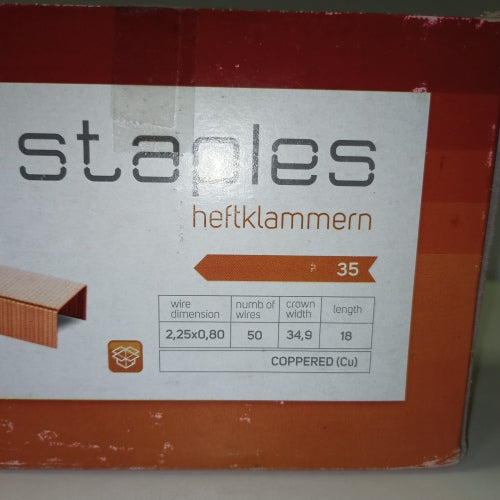 staples
heftklammern
35
wire dimension numb of wires crown width length
2,25x0,80 50 34,9 18
COPPERED (Cu)